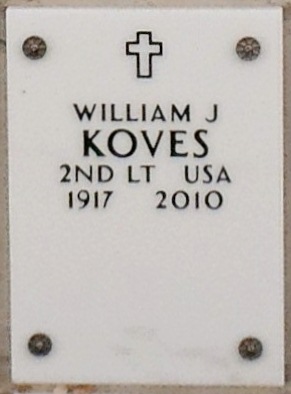 WILLIAM J
KOVES
2ND LT USA
1917 2010